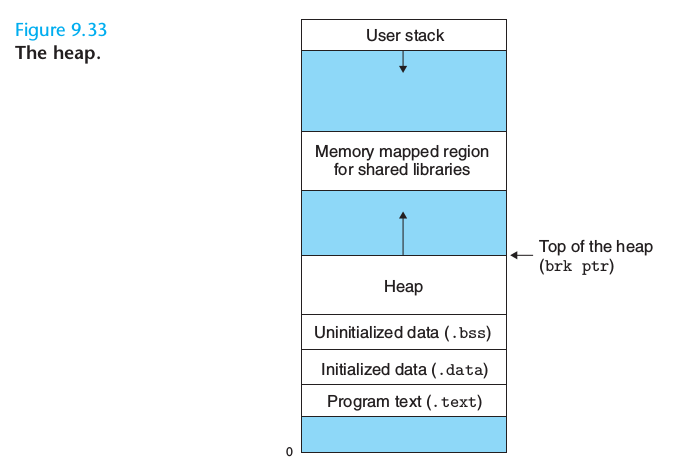 Figure 9.33
The heap.
User stack
Memory mapped region
for shared libraries
Top of the heap
(brk ptr)
Heap
Uninitialized data (.bss)
Initialized data (.data)
Program text (.text)
0